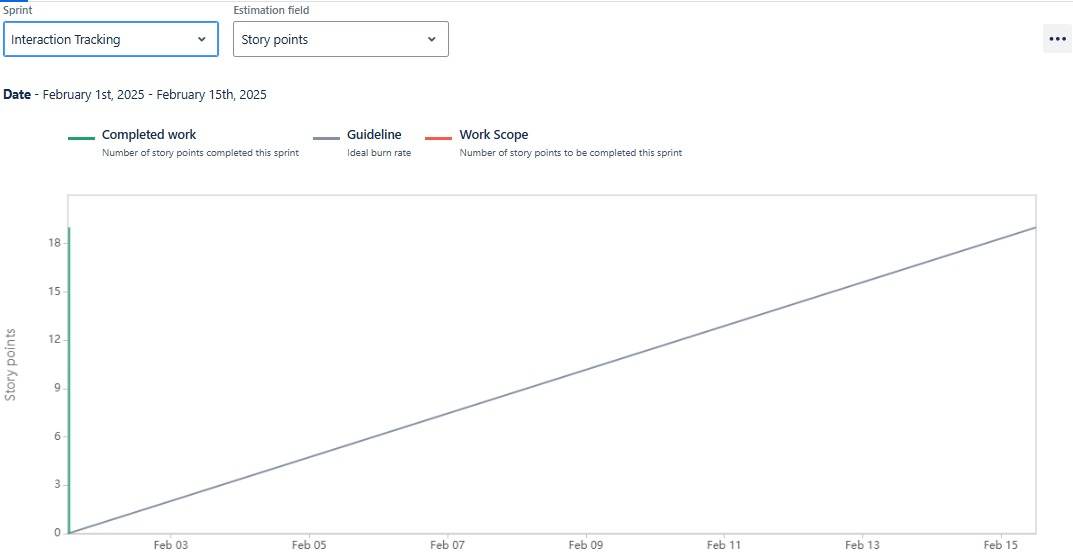 Sprint
Estimation field
Interaction Tracking
Story points
Date - February 1st, 2025 - February 15th, 2025
Completed work
Number of story points completed this sprint
Guideline
Ideal burn rate
Work Scope
Number of story points to be completed this sprint
Story points
18
15
12
9
6
3
0
Feb 03
Feb 05
Feb 07
Feb 09
Feb 11
Feb 13
Feb 15